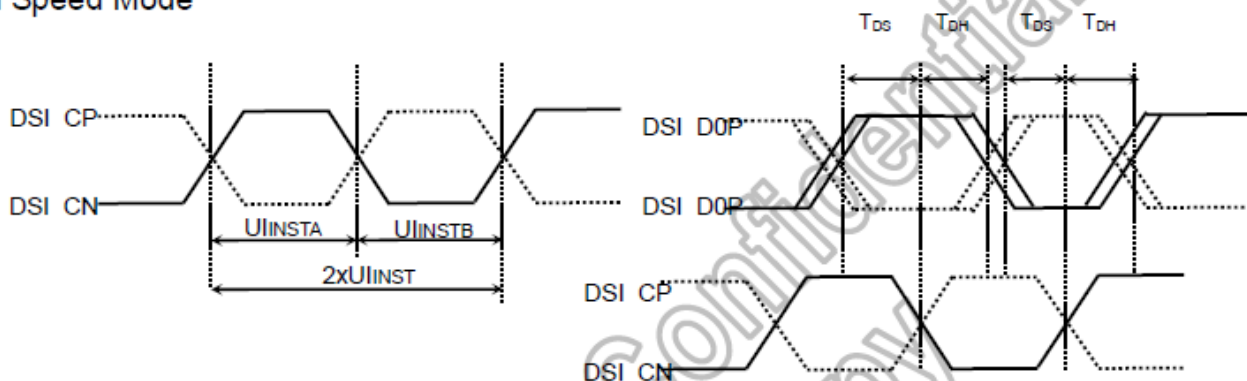 Speed Mode
DSI CP
DSI CN
UIINSTA
UIINSTB
2xUIINST
TDS
TDH
TDS
TDH
DSI D0P
DSI D0P
DSI CP
DSI CN
Confidential